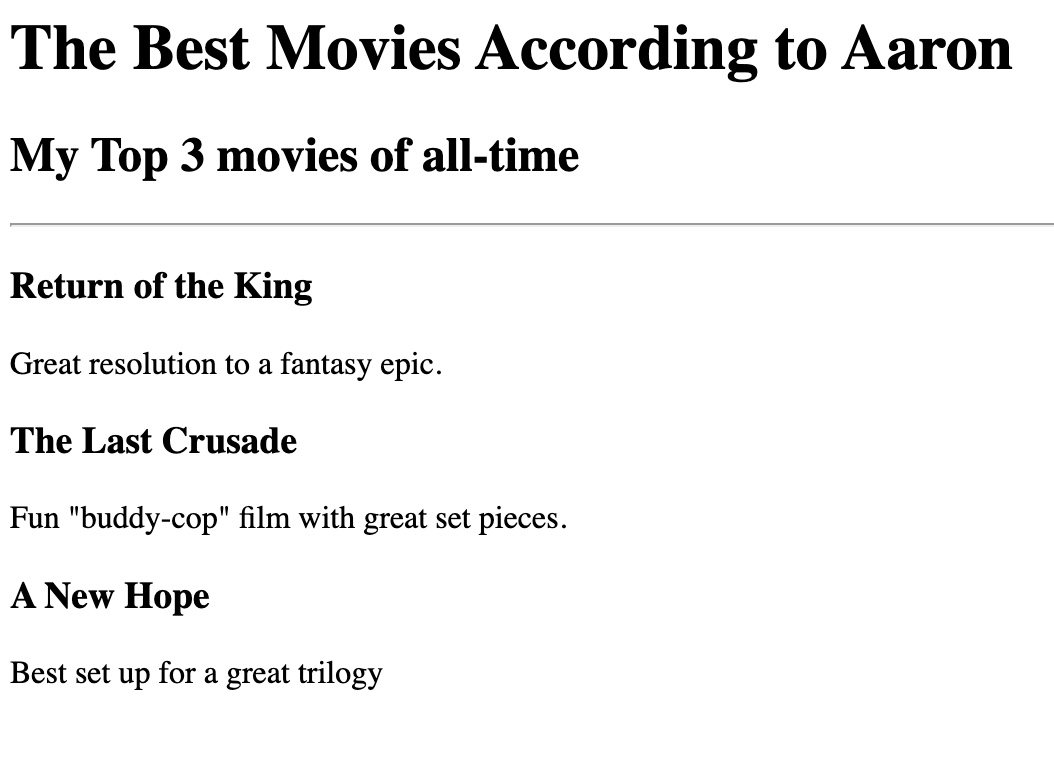 The Best Movies According to Aaron
My Top 3 movies of all-time
Return of the King
Great resolution to a fantasy epic.
The Last Crusade
Fun "buddy-cop" film with great set pieces.
A New Hope
Best set up for a great trilogy